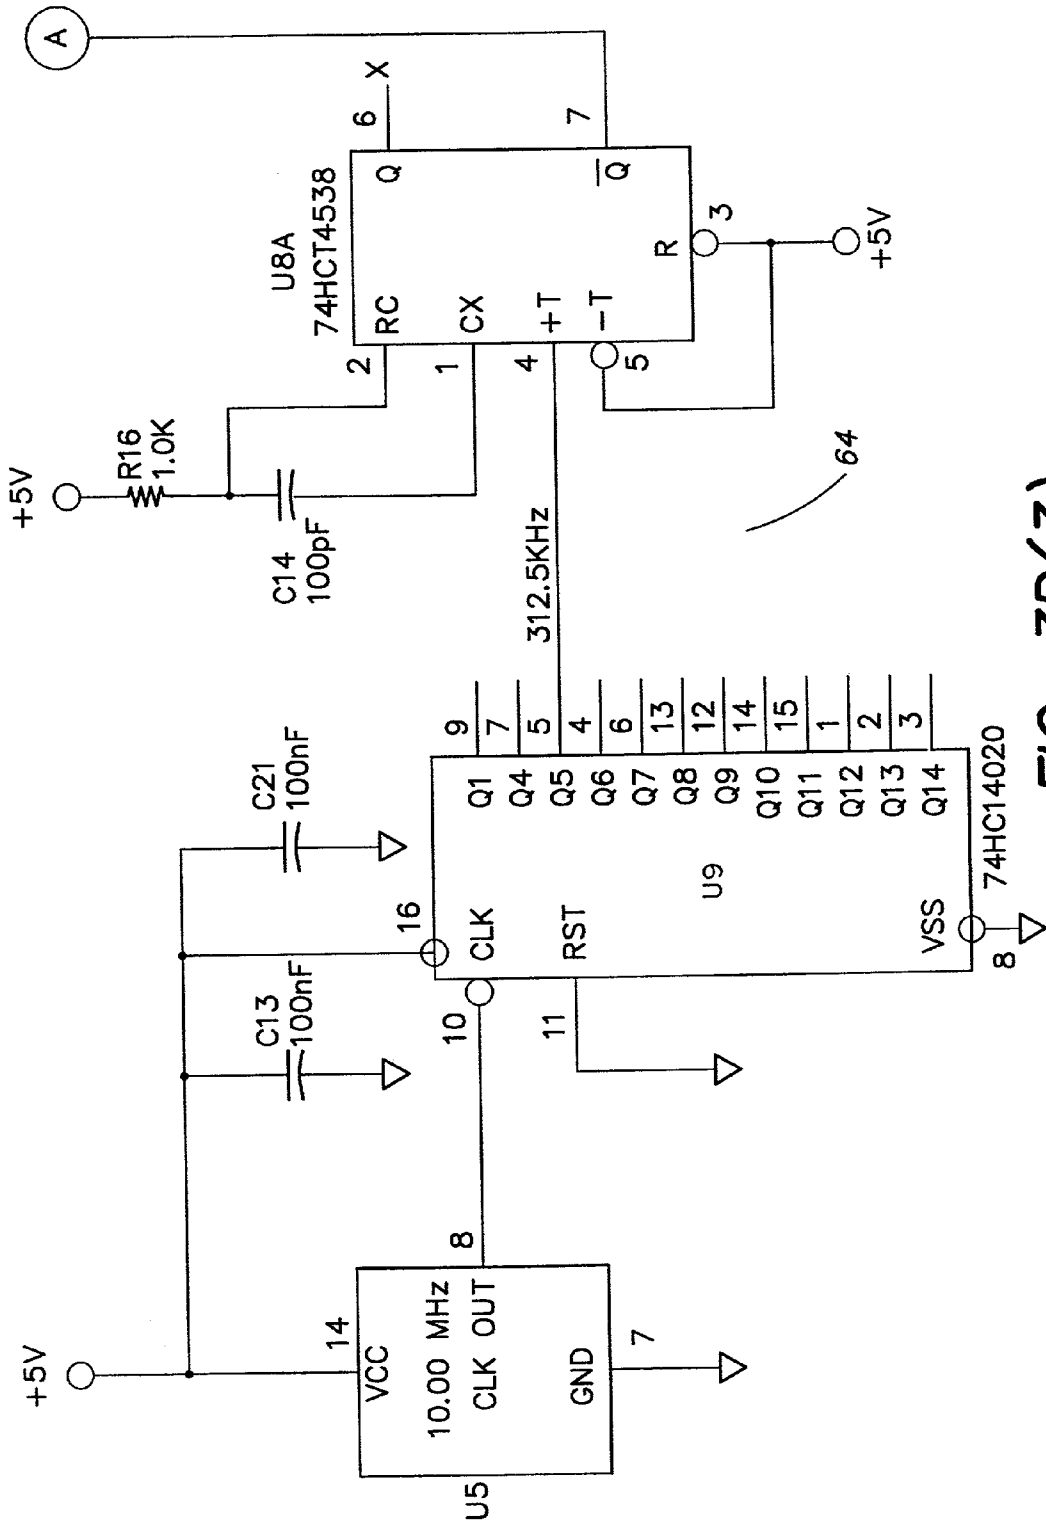 +5V
U5
VCC
14
10.00 MHz
CLK OUT
8
GND
7
C13
100nF
C21
100nF
16
10
CLK
11
RST
VSS
8
U9
74HC14020
Q1
9
Q4
7
Q5
5
Q6
4
Q7
6
Q8
13
Q9
12
Q10
14
Q11
15
Q12
1
Q13
2
Q14
3
312.5KHz
+5V
R16
1.0K
C14
100pF
U8A
74HCT4538
2
RC
1
CX
4
+T
5
-T
R
3
+5V
Q
6
X
Q̅
7
A
64